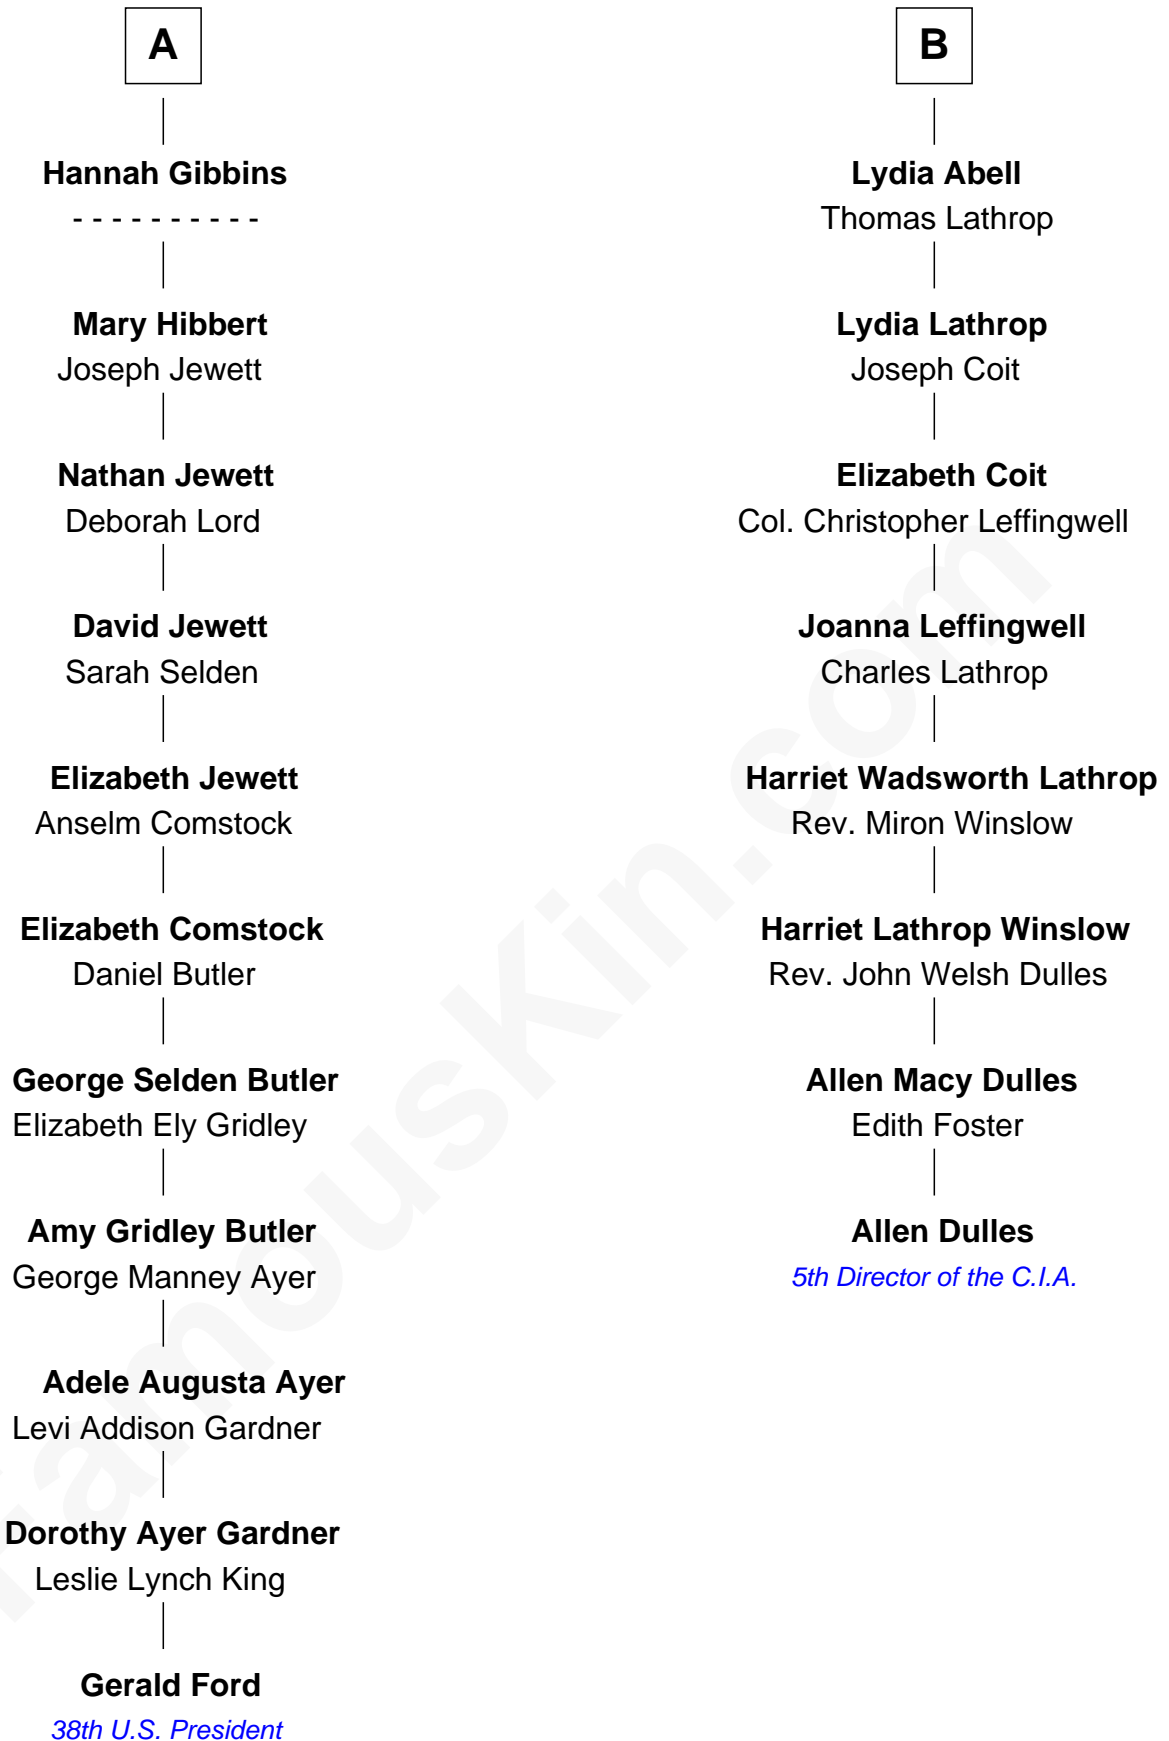 A
Hannah Gibbins
- - - - - - - - - -
Mary Hibbert
Joseph Jewett
Nathan Jewett
Deborah Lord
David Jewett
Sarah Selden
Elizabeth Jewett
Anselm Comstock
Elizabeth Comstock
Daniel Butler
George Selden Butler
Elizabeth Ely Gridley
Amy Gridley Butler
George Manney Ayer
Adele Augusta Ayer
Levi Addison Gardner
Dorothy Ayer Gardner
Leslie Lynch King
Gerald Ford
38th U.S. President
B
Lydia Abell
Thomas Lathrop
Lydia Lathrop
Joseph Coit
Elizabeth Coit
Col. Christopher Leffingwell
Joanna Leffingwell
Charles Lathrop
Harriet Wadsworth Lathrop
Rev. Miron Winslow
Harriet Lathrop Winslow
Rev. John Welsh Dulles
Allen Macy Dulles
Edith Foster
Allen Dulles
5th Director of the C.I.A.
FamousKin.com